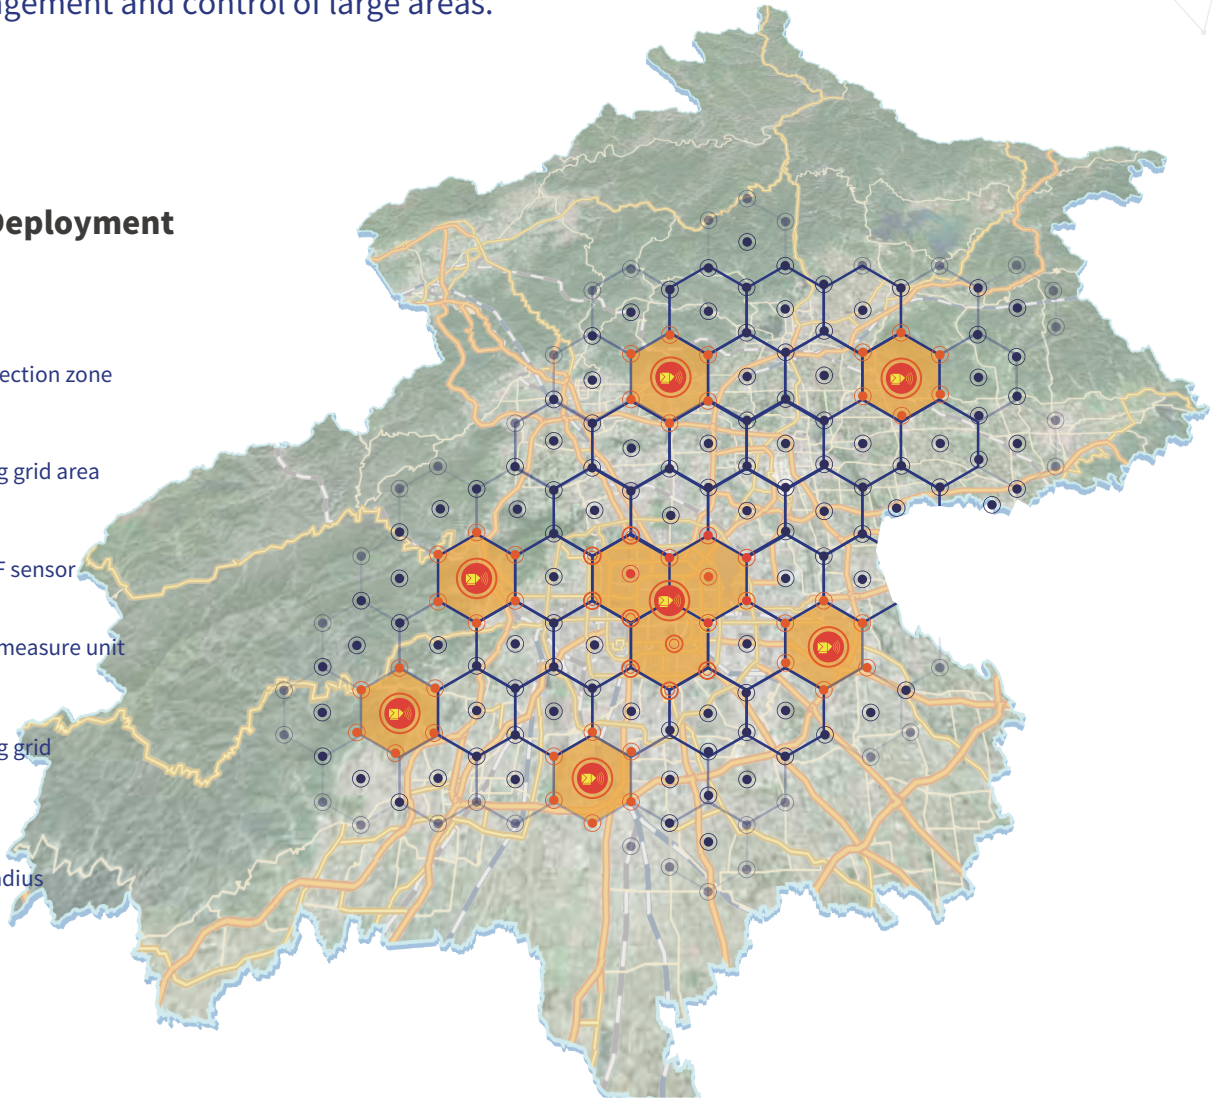 gement and control of large areas.
Deployment
ection zone
g grid area
F sensor
measure unit
g grid
dius